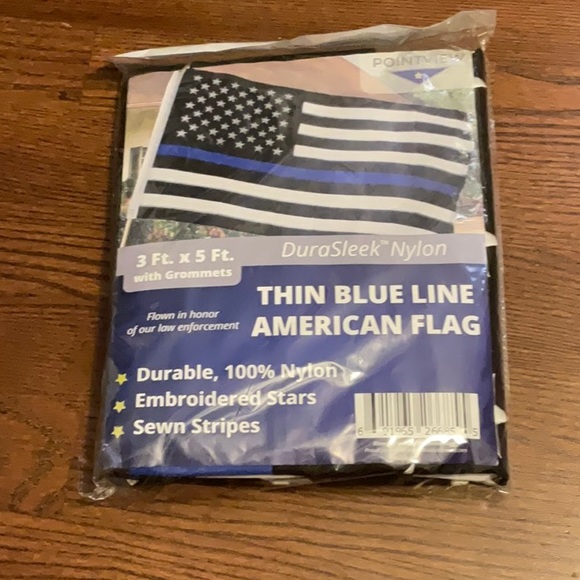 POINTVIEW
3 Ft. x 5 Ft.
with Grommets
DuraSleek™ Nylon
Flown in honor
of our law enforcement
THIN BLUE LINE
AMERICAN FLAG
Durable, 100% Nylon
Embroidered Stars
Sewn Stripes